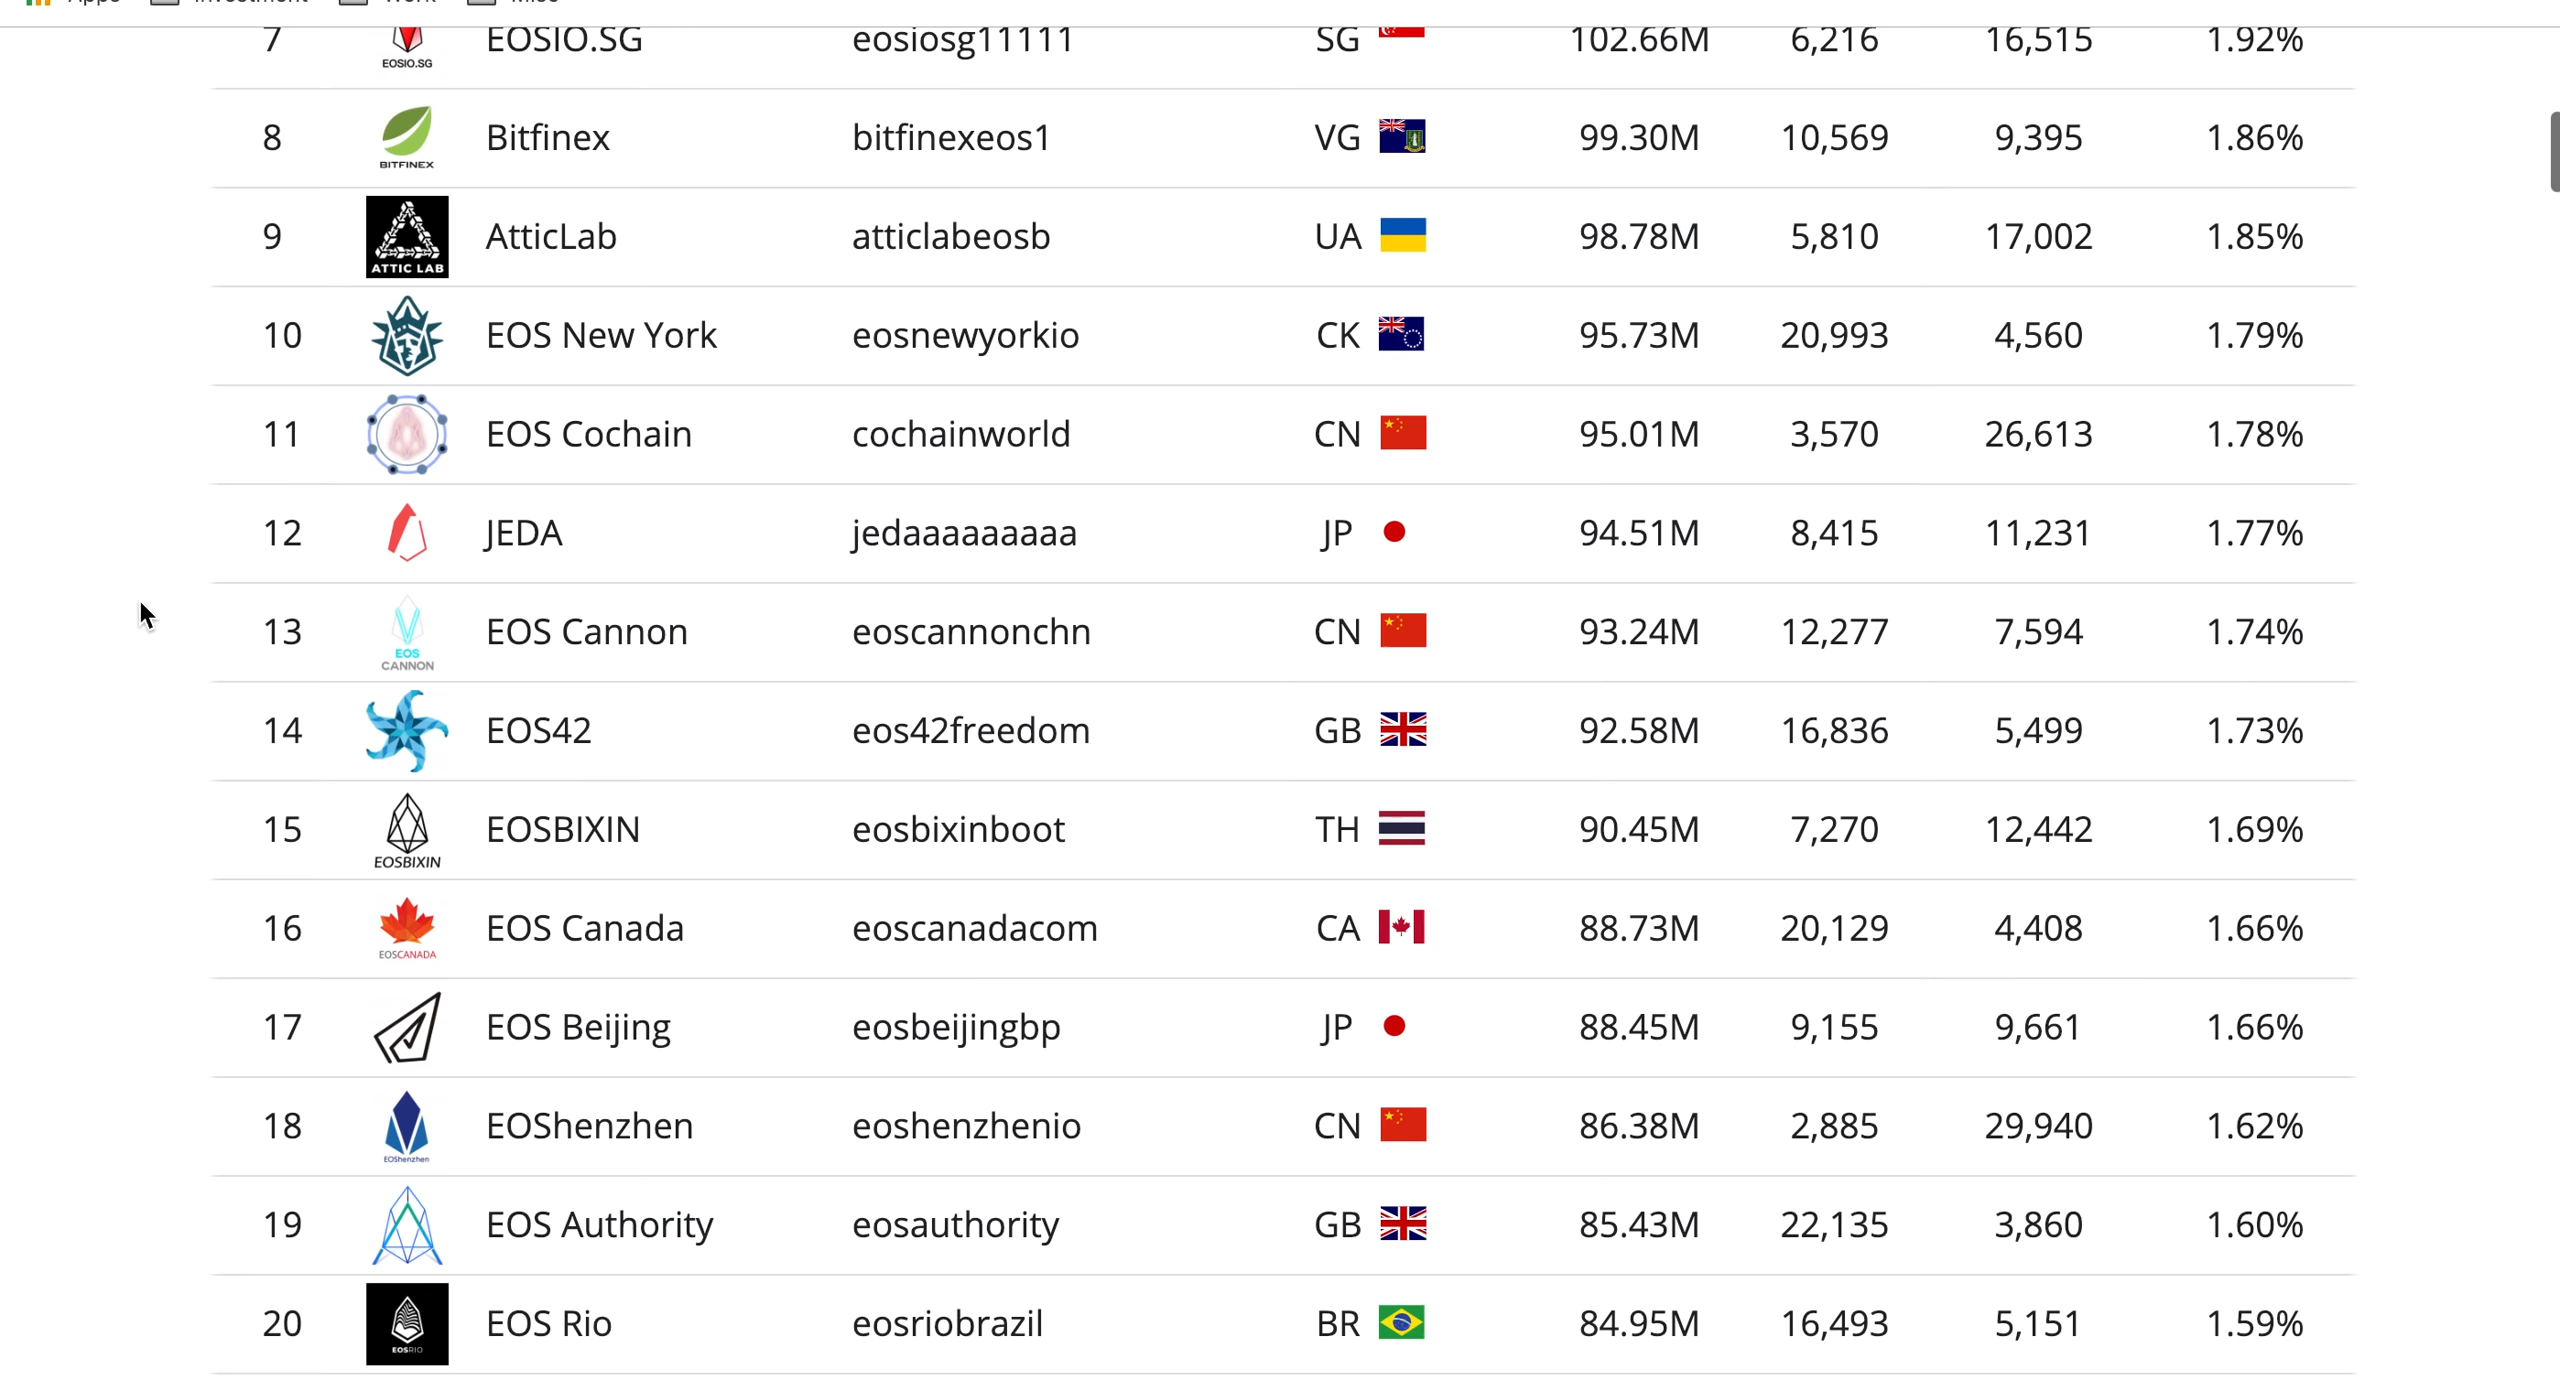 Apps Investment Work Misc
7 EOSIO.SG EOSIO.SG eosiosg11111 SG 102.66M 6,216 16,515 1.92%
8 BITFINEX Bitfinex bitfinexeos1 VG 99.30M 10,569 9,395 1.86%
9 ATTIC LAB AtticLab atticlabeosb UA 98.78M 5,810 17,002 1.85%
10 EOS New York eosnewyorkio CK 95.73M 20,993 4,560 1.79%
11 EOS Cochain cochainworld CN 95.01M 3,570 26,613 1.78%
12 JEDA jedaaaaaaaaa JP 94.51M 8,415 11,231 1.77%
13 EOS CANNON EOS Cannon eoscannonchn CN 93.24M 12,277 7,594 1.74%
14 EOS42 eos42freedom GB 92.58M 16,836 5,499 1.73%
15 EOSBIXIN EOSBIXIN eosbixinboot TH 90.45M 7,270 12,442 1.69%
16 EOSCANADA EOS Canada eoscanadacom CA 88.73M 20,129 4,408 1.66%
17 EOS Beijing eosbeijingbp JP 88.45M 9,155 9,661 1.66%
18 EOShenzhen EOShenzhen eoshenzhenio CN 86.38M 2,885 29,940 1.62%
19 EOS Authority eosauthority GB 85.43M 22,135 3,860 1.60%
20 EOSRIO EOS Rio eosriobrazil BR 84.95M 16,493 5,151 1.59%